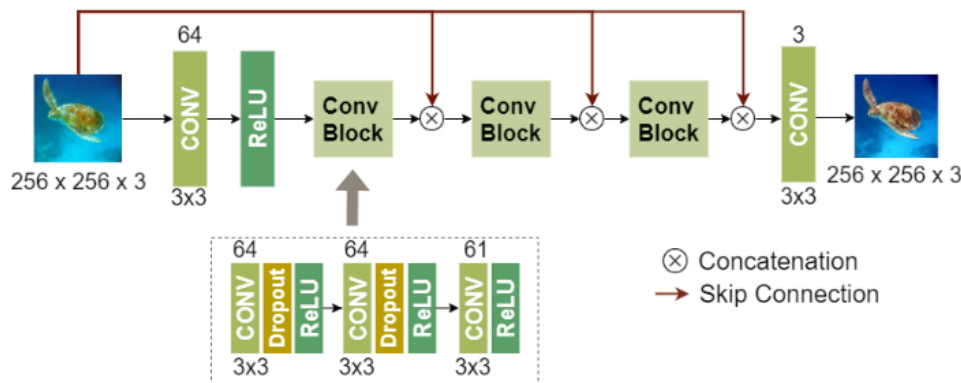 64
3
CONV
ReLU
Conv
Block
Conv
Block
Conv
Block
CONV
256 x 256 x 3
3x3
3x3
256 x 256 x 3
64
64
61
CONV
Dropout
ReLU
CONV
Dropout
ReLU
CONV
ReLU
3x3
3x3
3x3
Concatenation
Skip Connection